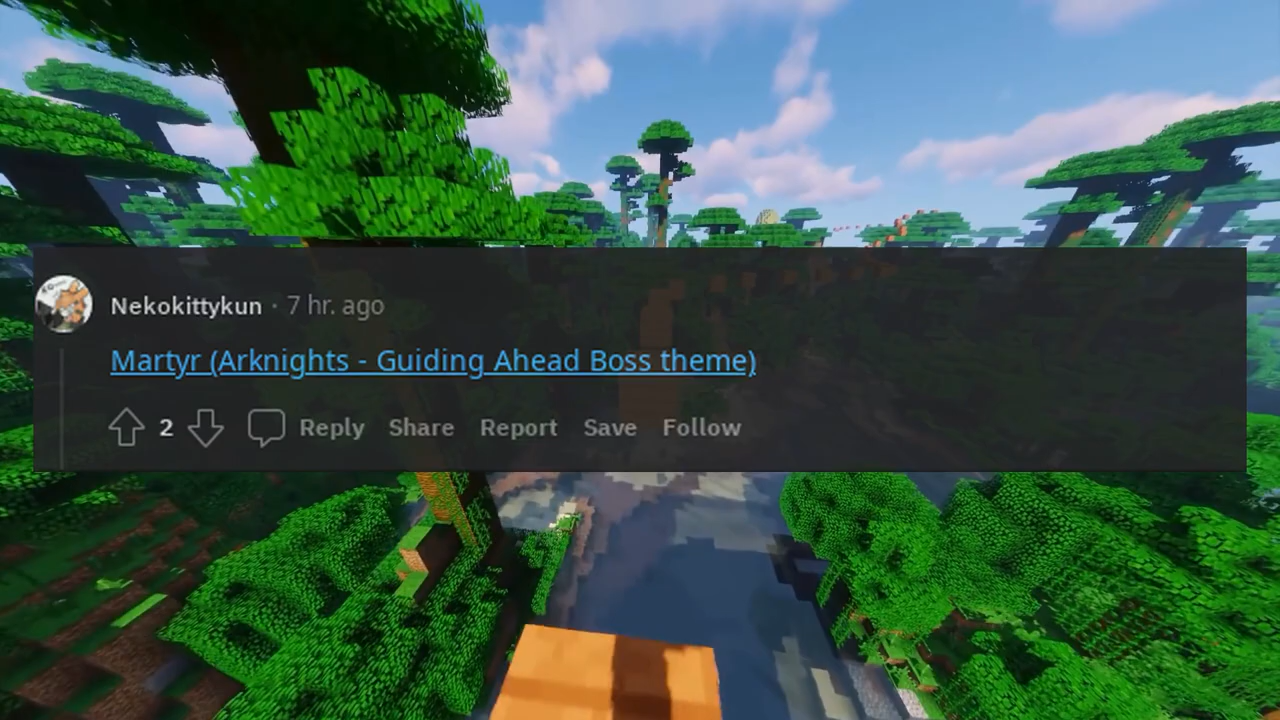 Nekokittykun · 7 hr. ago
Martyr (Arknights - Guiding Ahead Boss theme)
2 Reply Share Report Save Follow